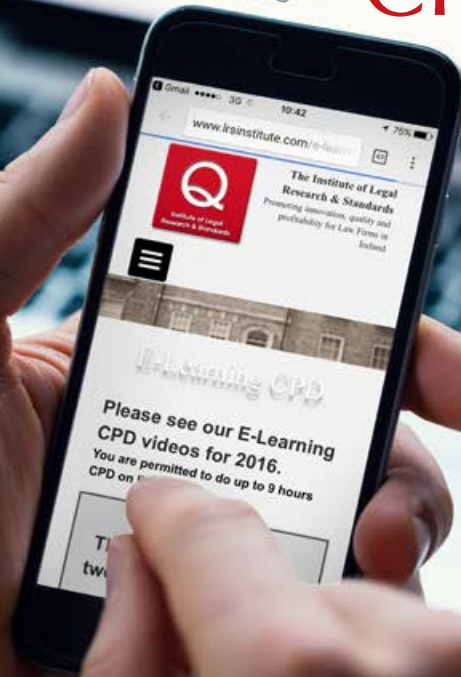 Gmail 3G 10:42 75%
www.lrsinstitute.com/e-learn
43
Q
Institute of Legal
Research & Standards
The Institute of Legal
Research & Standards
Promoting innovation, quality and
profitability for Law Firms in
Ireland
E-Learning CPD
Please see our E-Learning
CPD videos for 2016.
You are permitted to do up to 9 hours
CPD on